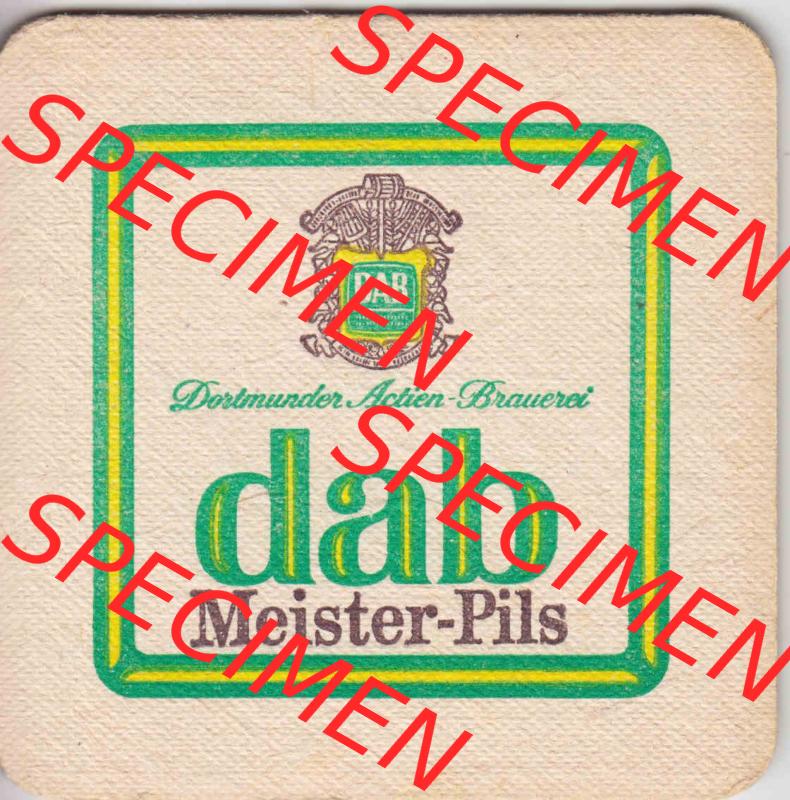 SPECIMEN
SPECIMEN
DAB
Dortmunder Actien-Brauerei
dab
Meister-Pils
SPECIMEN
SPECIMEN